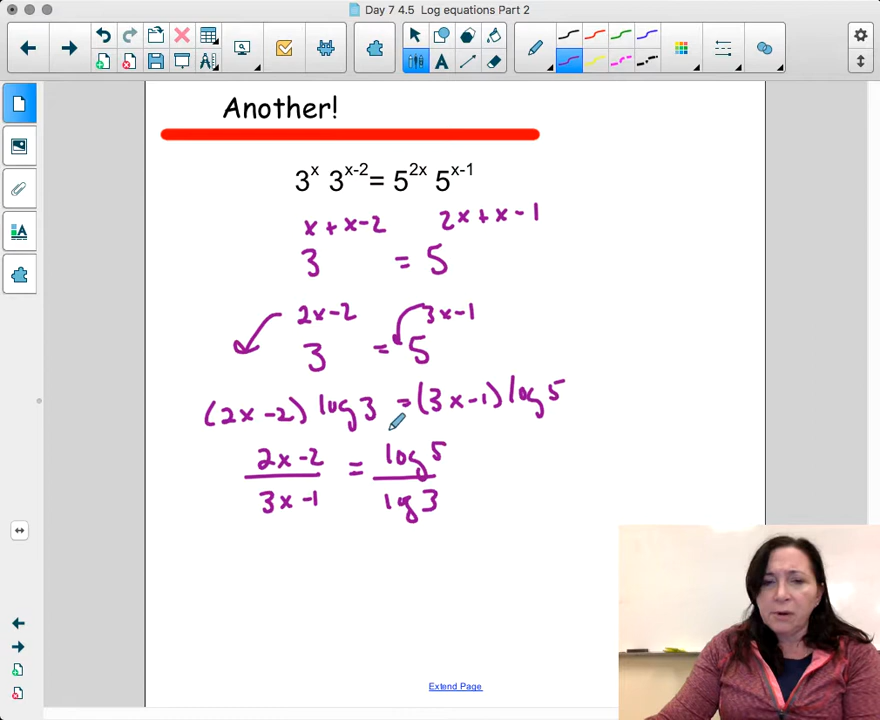 Day 7 4.5 Log equations Part 2
Another!
3^x 3^(x-2) = 5^(2x) 5^(x-1)
3^(x+x-2) = 5^(2x+x-1)
3^(2x-2) = 5^(3x-1)
(2x-2) log 3 = (3x-1) log 5
(2x-2)/(3x-1) = (log 5)/(log 3)
Extend Page